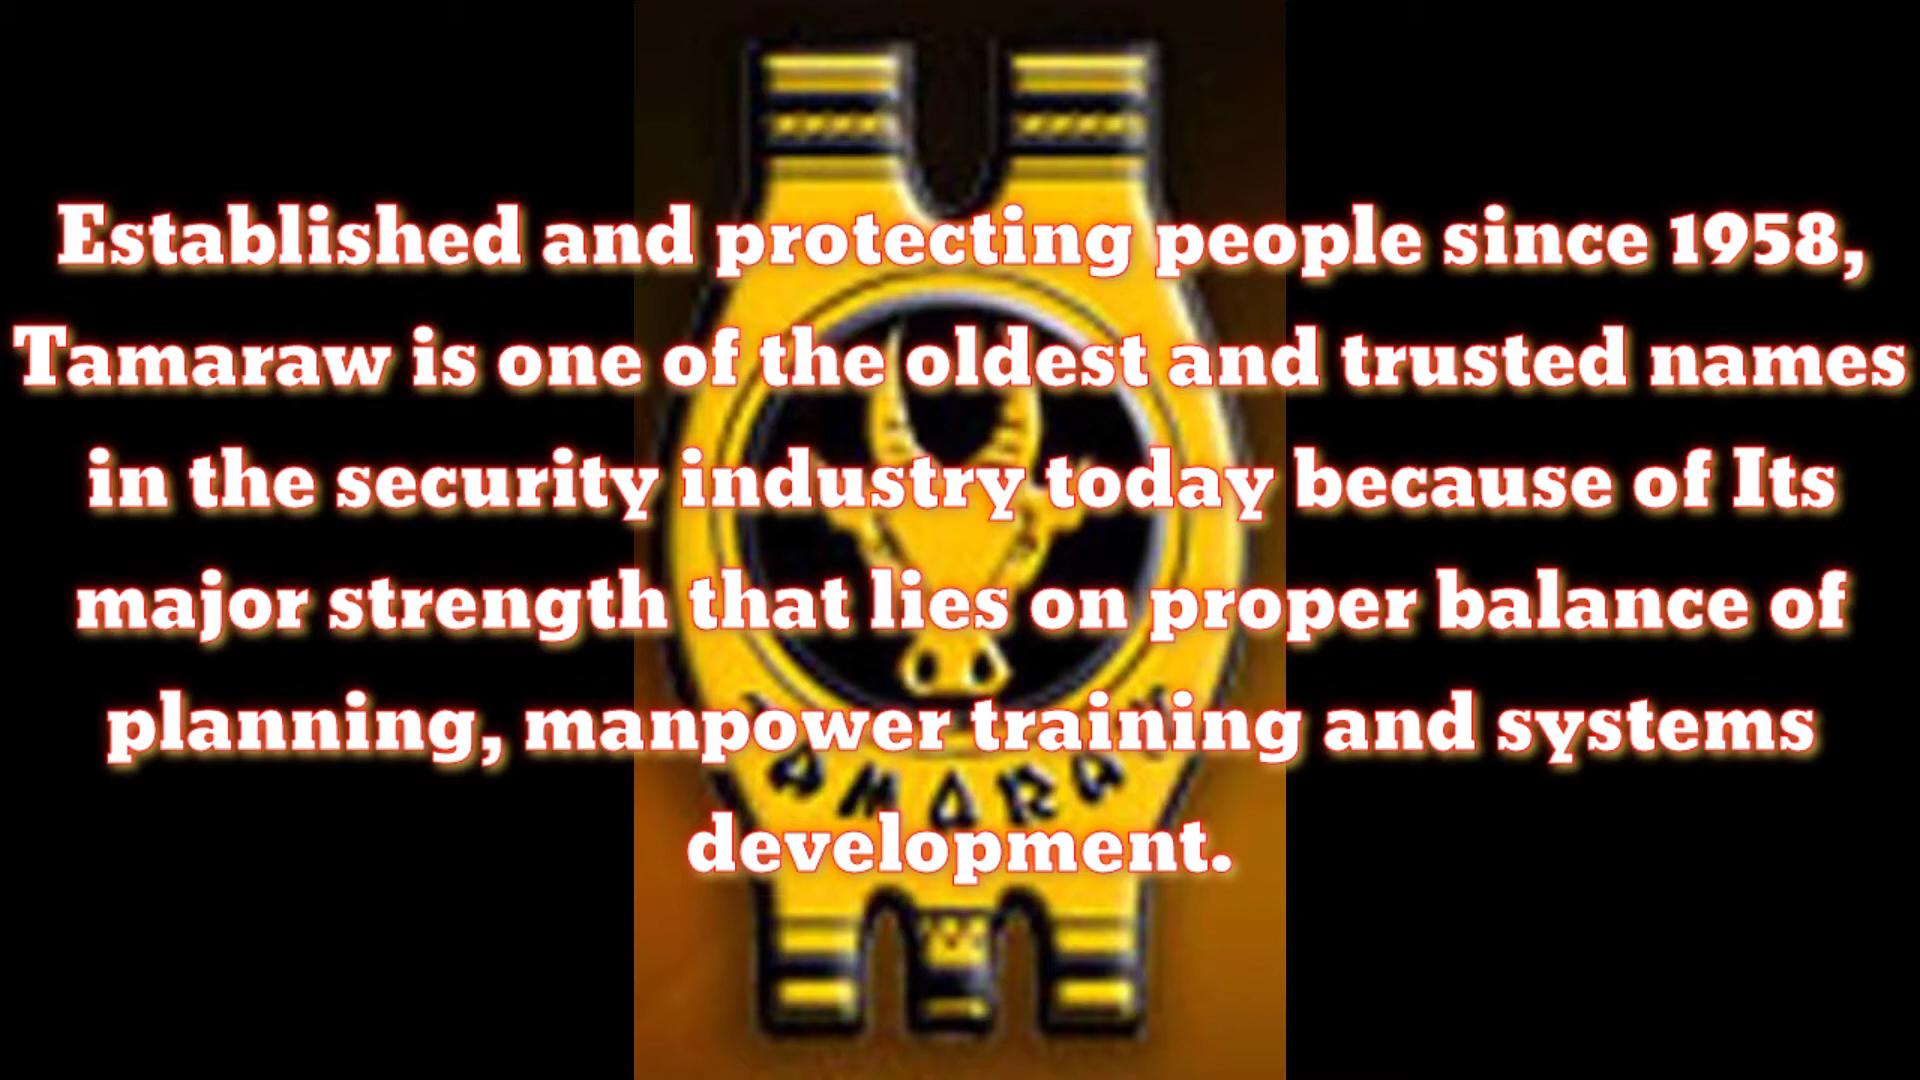 Established and protecting people since 1958,
Tamaraw is one of the oldest and trusted names
in the security industry today because of Its
major strength that lies on proper balance of
planning, manpower training and systems
development.
TAMARAW